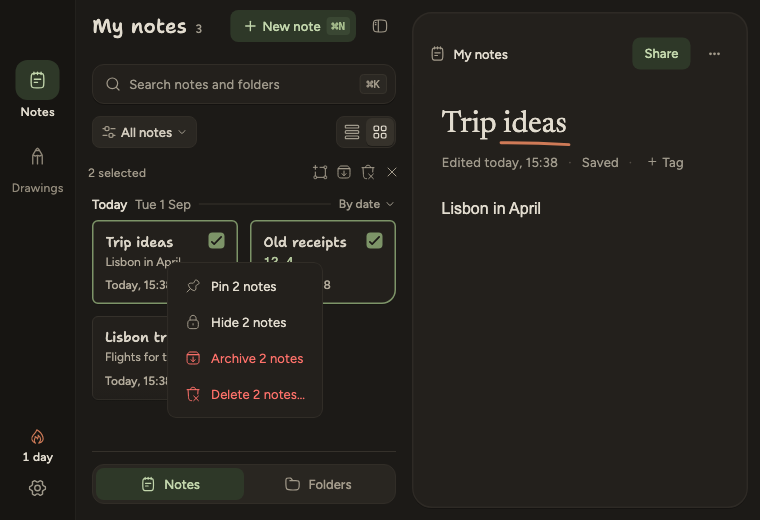 My notes 3
New note ⌘N
Search notes and folders ⌘K
All notes
2 selected
Today Tue 1 Sep
By date
Trip ideas
Lisbon in April
Today, 15:38
Old receipts
8
Lisbon tr
Flights for t
Today, 15:38
Pin 2 notes
Hide 2 notes
Archive 2 notes
Delete 2 notes...
Notes
Drawings
1 day
Notes
Folders
My notes
Share
Trip ideas
Edited today, 15:38 · Saved · + Tag
Lisbon in April